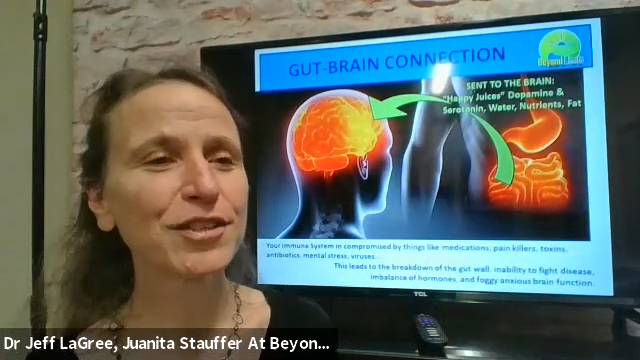 GUT-BRAIN CONNECTION
Beyond Health
SENT TO THE BRAIN:
"Happy Juices" Dopamine &
Serotonin, Water, Nutrients, Fat
Your Immune System in compromised by things like medications, pain killers, toxins,
antibiotics, mental stress, viruses.
This leads to the breakdown of the gut wall, inability to fight disease,
imbalance of hormones, and foggy anxious brain function.
TCL
Dr Jeff LaGree, Juanita Stauffer At Beyon...